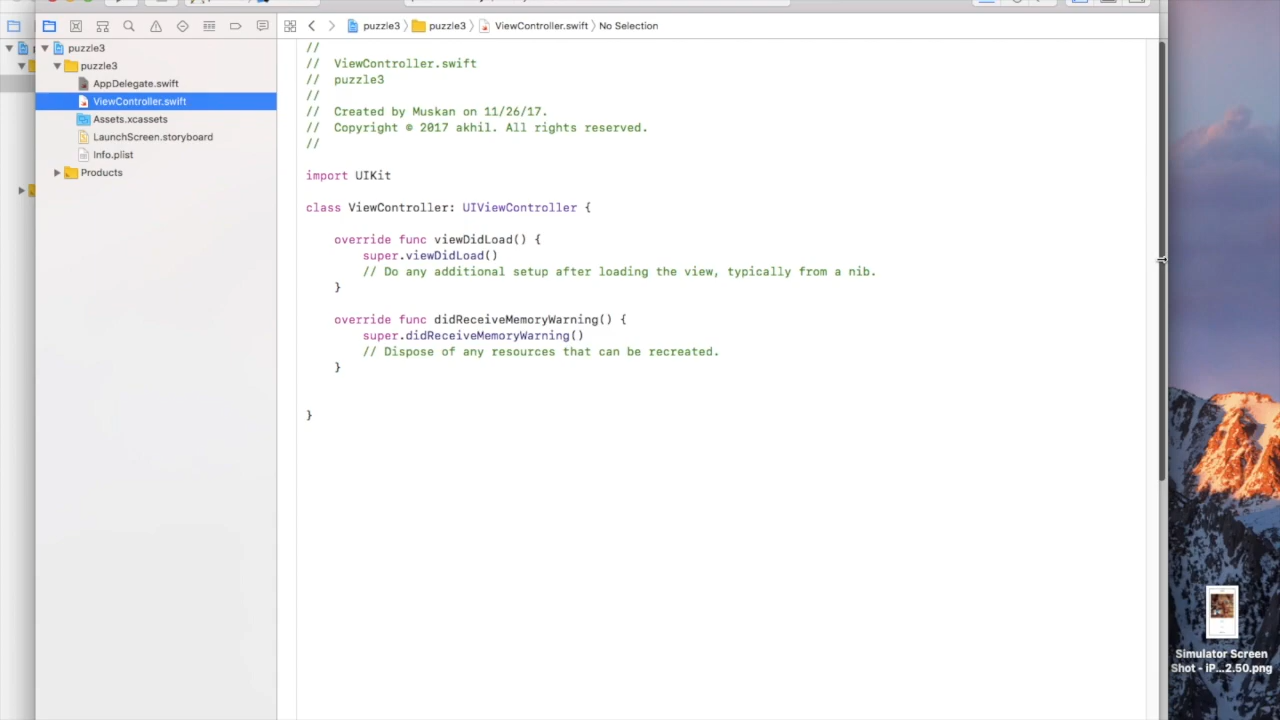 puzzle3 〉 puzzle3 〉 ViewController.swift 〉 No Selection
puzzle3
puzzle3
AppDelegate.swift
ViewController.swift
Assets.xcassets
LaunchScreen.storyboard
Info.plist
Products
//
//  ViewController.swift
//  puzzle3
//
//  Created by Muskan on 11/26/17.
//  Copyright © 2017 akhil. All rights reserved.
//
import UIKit
class ViewController: UIViewController {
    override func viewDidLoad() {
        super.viewDidLoad()
        // Do any additional setup after loading the view, typically from a nib.
    }
    override func didReceiveMemoryWarning() {
        super.didReceiveMemoryWarning()
        // Dispose of any resources that can be recreated.
    }
}
Simulator Screen
Shot - iP...2.50.png